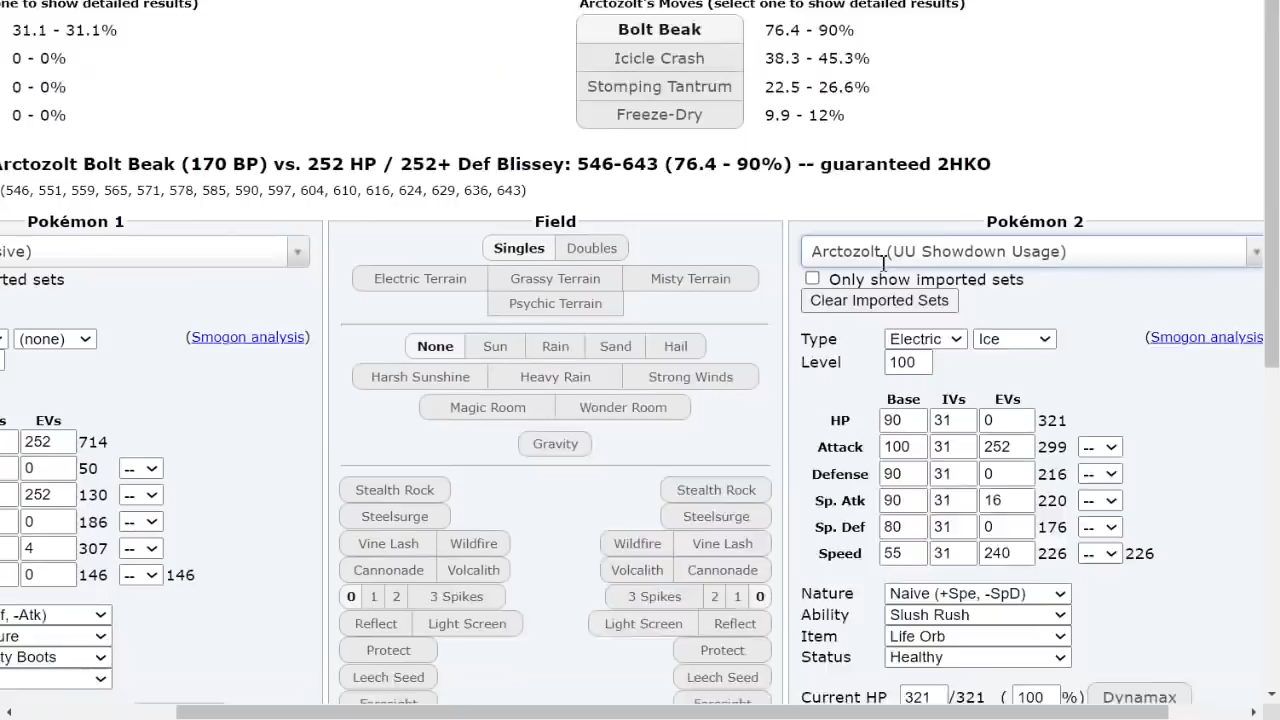 one to show detailed results)
Arctozolt's Moves (select one to show detailed results)
31.1 - 31.1%
Bolt Beak 76.4 - 90%
0 - 0%
Icicle Crash 38.3 - 45.3%
0 - 0%
Stomping Tantrum 22.5 - 26.6%
0 - 0%
Freeze-Dry 9.9 - 12%
Arctozolt Bolt Beak (170 BP) vs. 252 HP / 252+ Def Blissey: 546-643 (76.4 - 90%) -- guaranteed 2HKO
(546, 551, 559, 565, 571, 578, 585, 590, 597, 604, 610, 616, 624, 629, 636, 643)
Pokémon 1
sive)
rted sets
(none)
(Smogon analysis)
EVs
252 714
0 50 --
252 130 --
0 186 --
4 307 --
0 146 -- 146
f, -Atk)
ure
ty Boots
Field
Singles Doubles
Electric Terrain Grassy Terrain Misty Terrain
Psychic Terrain
None Sun Rain Sand Hail
Harsh Sunshine Heavy Rain Strong Winds
Magic Room Wonder Room
Gravity
Stealth Rock Stealth Rock
Steelsurge Steelsurge
Vine Lash Wildfire Wildfire Vine Lash
Cannonade Volcalith Volcalith Cannonade
0 1 2 3 Spikes 3 Spikes 2 1 0
Reflect Light Screen Light Screen Reflect
Protect Protect
Leech Seed Leech Seed
Foresight Foresight
Pokémon 2
Arctozolt (UU Showdown Usage)
Only show imported sets
Clear Imported Sets
Type Electric Ice (Smogon analysis
Level 100
Base IVs EVs
HP 90 31 0 321
Attack 100 31 252 299 --
Defense 90 31 0 216 --
Sp. Atk 90 31 16 220 --
Sp. Def 80 31 0 176 --
Speed 55 31 240 226 -- 226
Nature Naive (+Spe, -SpD)
Ability Slush Rush
Item Life Orb
Status Healthy
Current HP 321 /321 ( 100 %) Dynamax